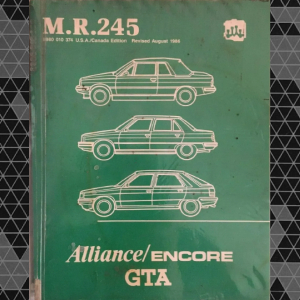 M.R.245
U.S.A./Canada Edition Revised August 1986
Alliance/ENCORE
GTA